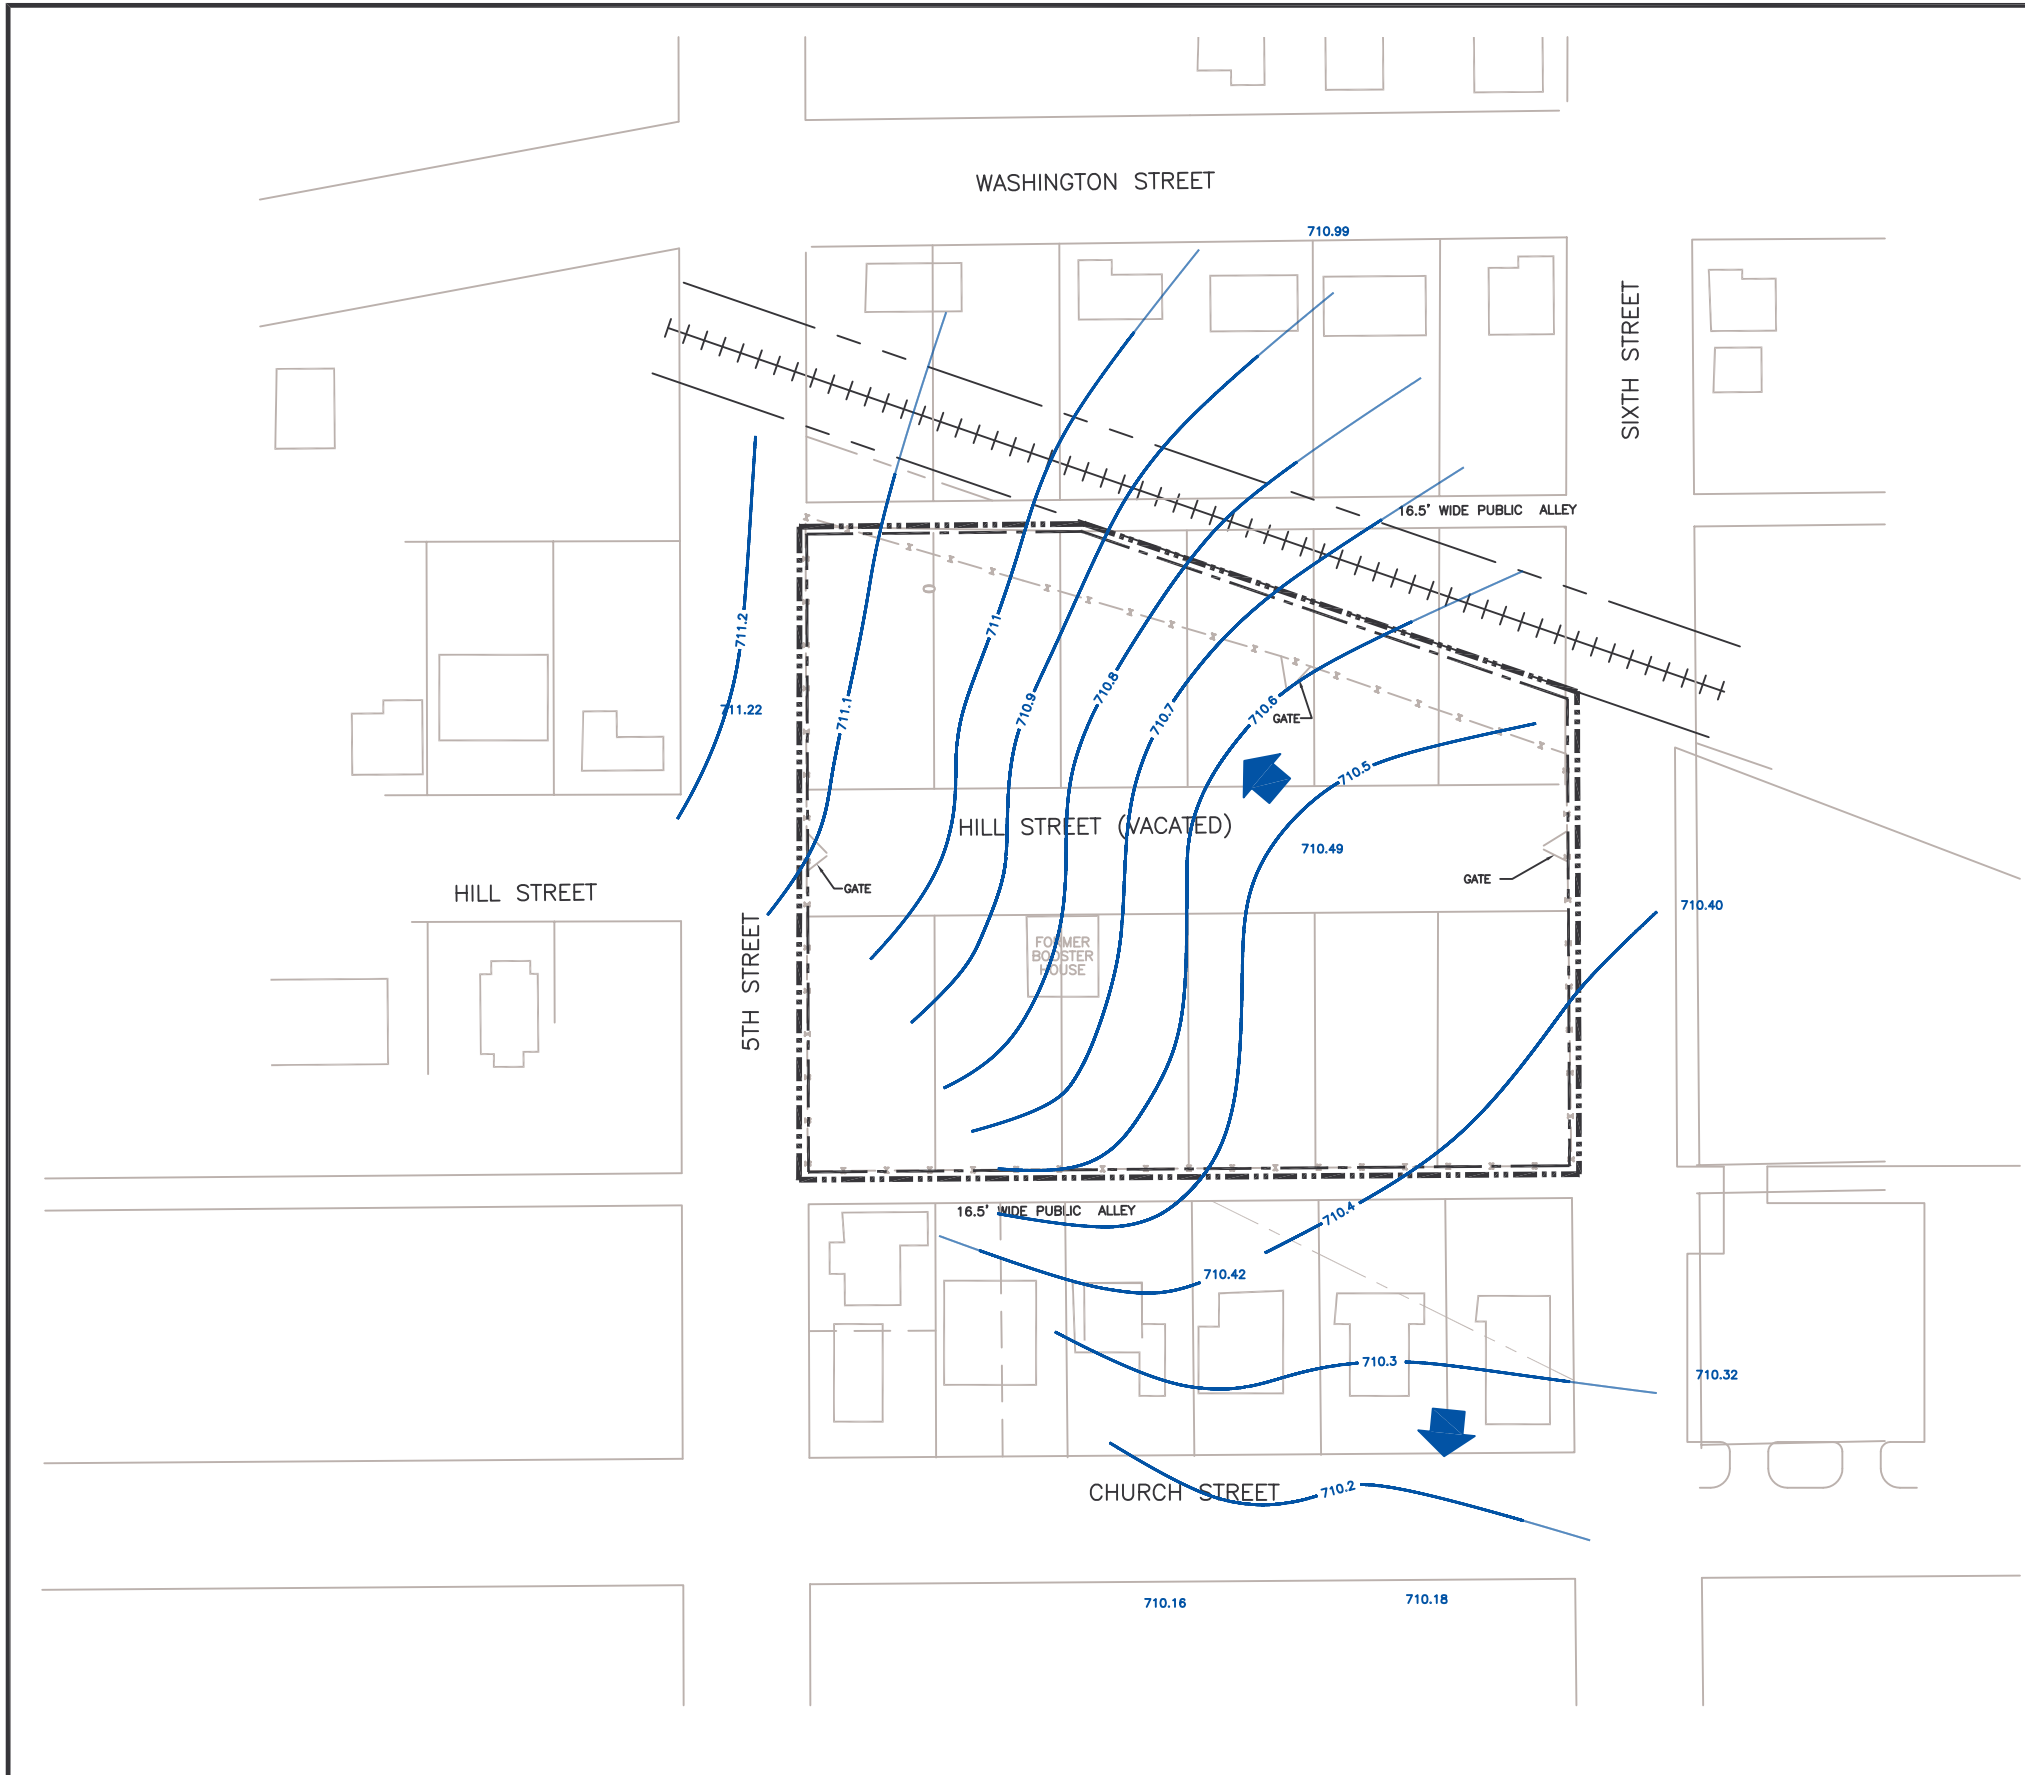 WASHINGTON STREET
710.99
SIXTH STREET
16.5' WIDE PUBLIC ALLEY
711.2
711
711.22
711.1
710.9
710.8
710.7
710.6
GATE
710.5
HILL STREET (VACATED)
710.49
GATE
GATE
HILL STREET
710.40
5TH STREET
FORMER
BOOSTER
HOUSE
16.5' WIDE PUBLIC ALLEY
710.4
710.42
710.3
710.32
CHURCH STREET
710.2
710.16
710.18